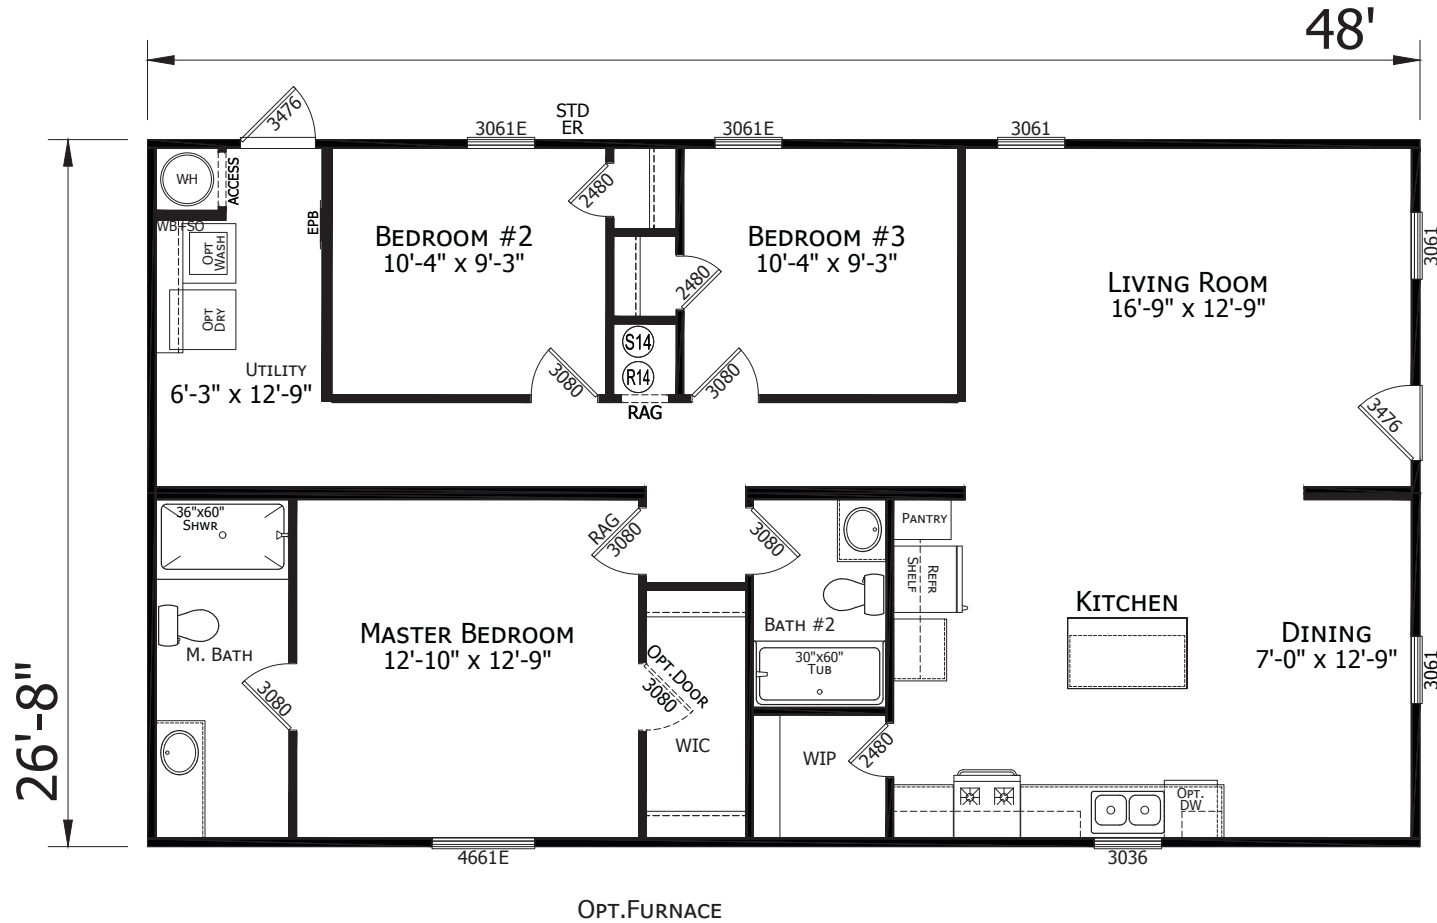 48'
STD
ER
3476
3061E
3061E
3061
WH
ACCESS
2480
WB+SO
EPB
OPT
WASH
BEDROOM #2
10'-4" x 9'-3"
BEDROOM #3
10'-4" x 9'-3"
3061
2480
LIVING ROOM
16'-9" x 12'-9"
OPT
DRY
S14
R14
UTILITY
6'-3" x 12'-9"
3080
3080
RAG
3476
36"x60"
SHWR
RAG
3080
3080
PANTRY
REFR
SHELF
KITCHEN
MASTER BEDROOM
12'-10" x 12'-9"
BATH #2
DINING
7'-0" x 12'-9"
M. BATH
30"x60"
TUB
OPT.DOOR
3080
3080
3061
26'-8"
WIC
WIP
2480
OPT.
DW
4661E
3036
OPT.FURNACE